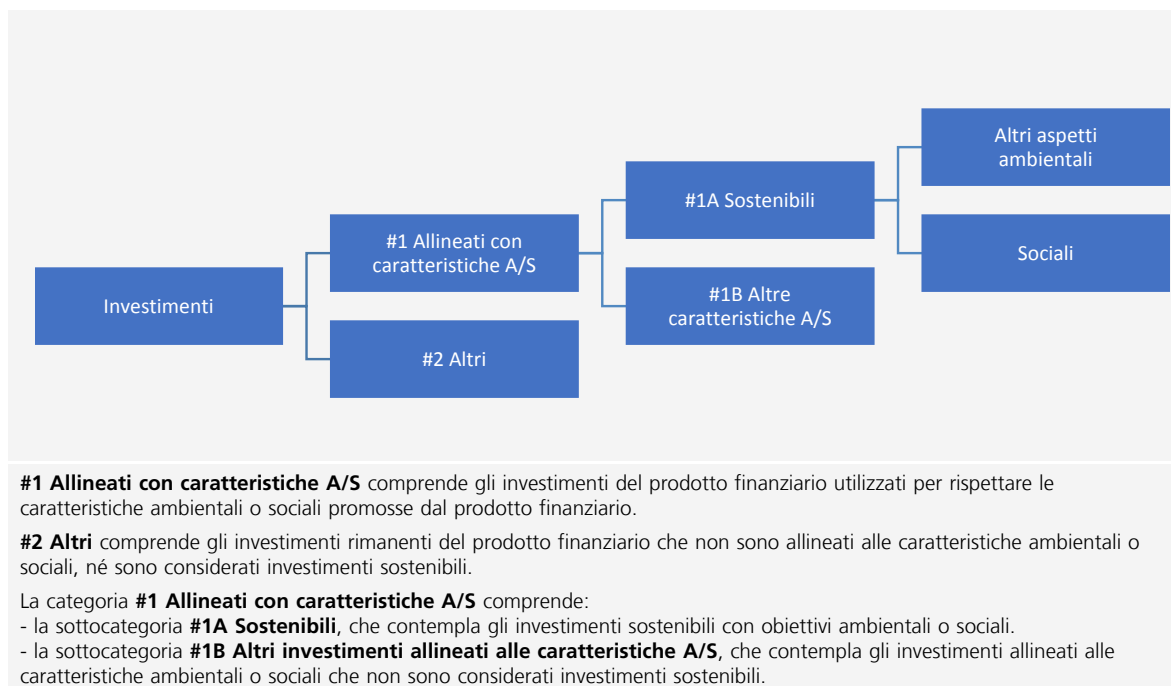 Altri aspetti
ambientali
#1A Sostenibili
#1 Allineati con
caratteristiche A/S
Sociali
Investimenti
#1B Altre
caratteristiche A/S
#2 Altri
#1 Allineati con caratteristiche A/S comprende gli investimenti del prodotto finanziario utilizzati per rispettare le
caratteristiche ambientali o sociali promosse dal prodotto finanziario.
#2 Altri comprende gli investimenti rimanenti del prodotto finanziario che non sono allineati alle caratteristiche ambientali o
sociali, né sono considerati investimenti sostenibili.
La categoria #1 Allineati con caratteristiche A/S comprende:
- la sottocategoria #1A Sostenibili, che contempla gli investimenti sostenibili con obiettivi ambientali o sociali.
- la sottocategoria #1B Altri investimenti allineati alle caratteristiche A/S, che contempla gli investimenti allineati alle
caratteristiche ambientali o sociali che non sono considerati investimenti sostenibili.